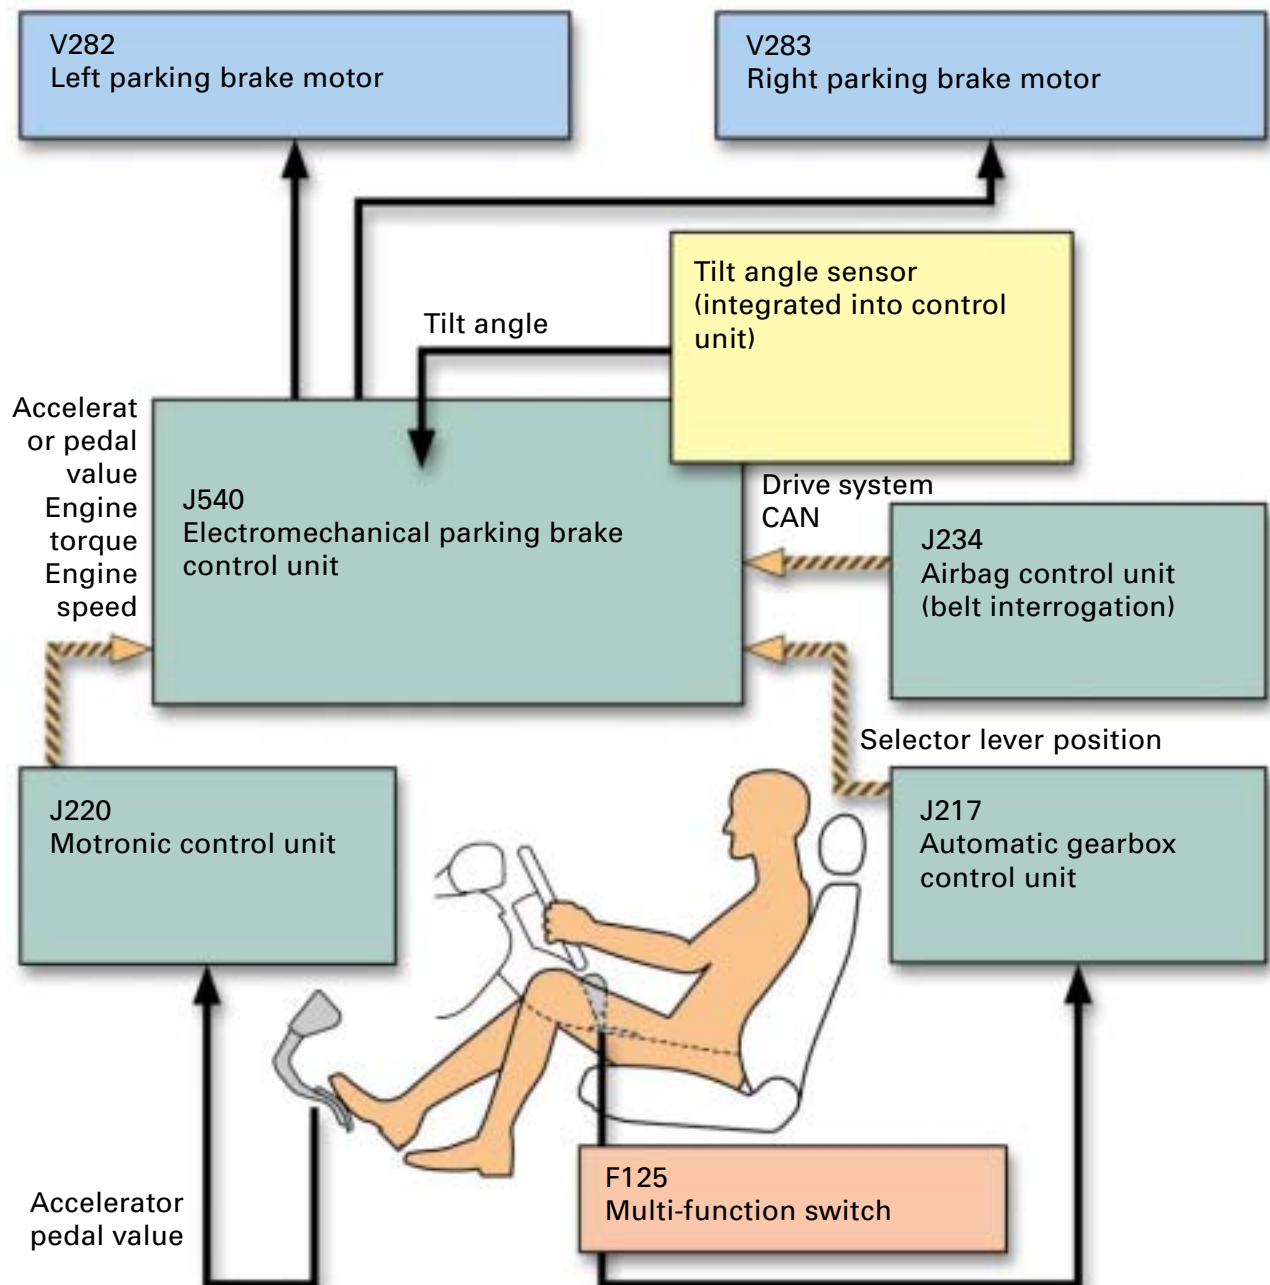 V282
Left parking brake motor
V283
Right parking brake motor
Tilt angle sensor
(integrated into control
unit)
Tilt angle
Accelerat
or pedal
value
Engine
torque
Engine
speed
J540
Electromechanical parking brake
control unit
Drive system
CAN
J234
Airbag control unit
(belt interrogation)
Selector lever position
J220
Motronic control unit
J217
Automatic gearbox
control unit
F125
Multi-function switch
Accelerator
pedal value